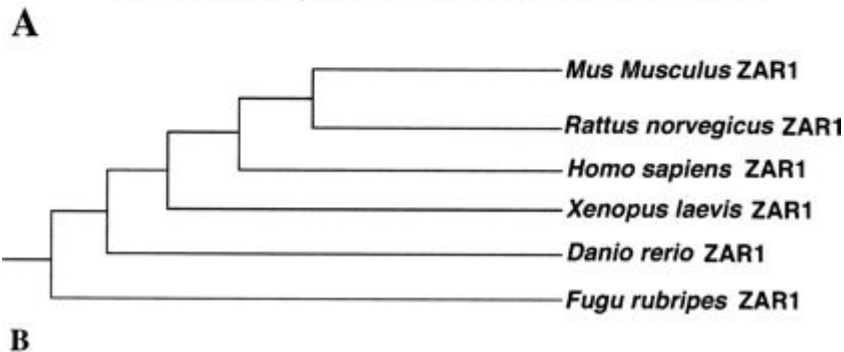 A
Mus Musculus ZAR1
Rattus norvegicus ZAR1
Homo sapiens ZAR1
Xenopus laevis ZAR1
Danio rerio ZAR1
Fugu rubripes ZAR1
B